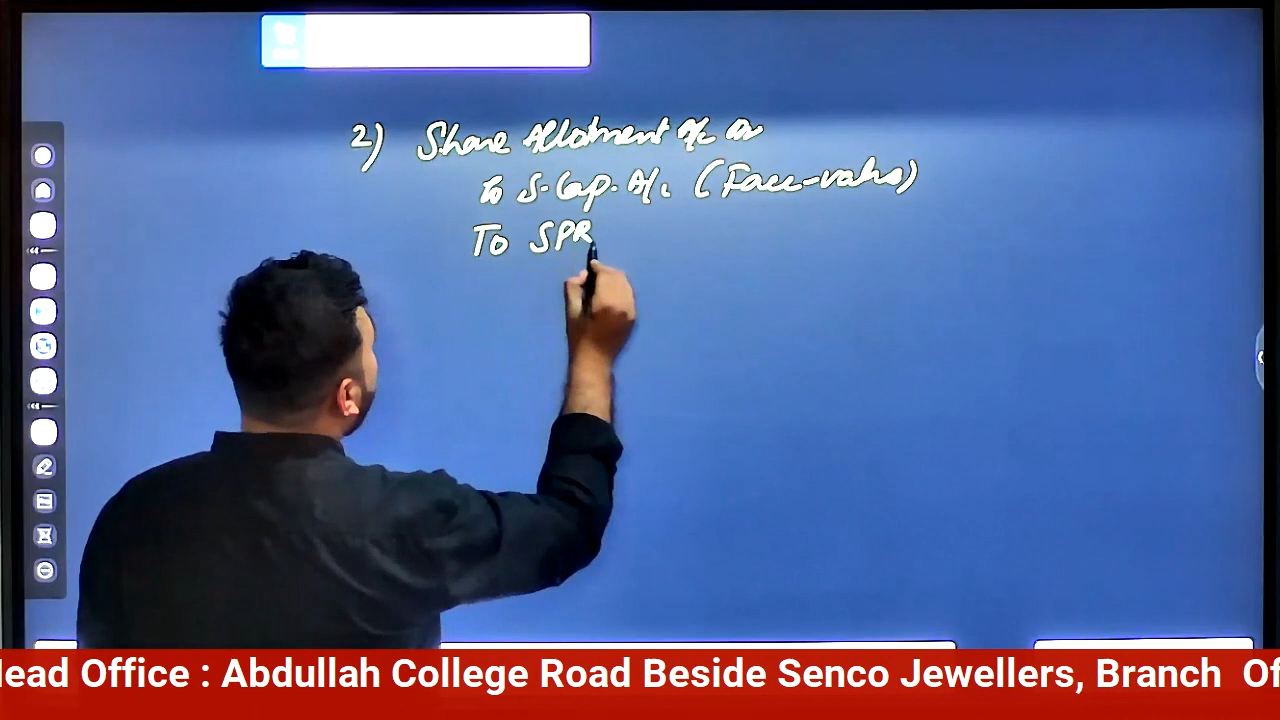 2) Share Allotment A/c Dr
To S. Cap. A/c (Face-value)
To SPR
Head Office : Abdullah College Road Beside Senco Jewellers, Branch Of